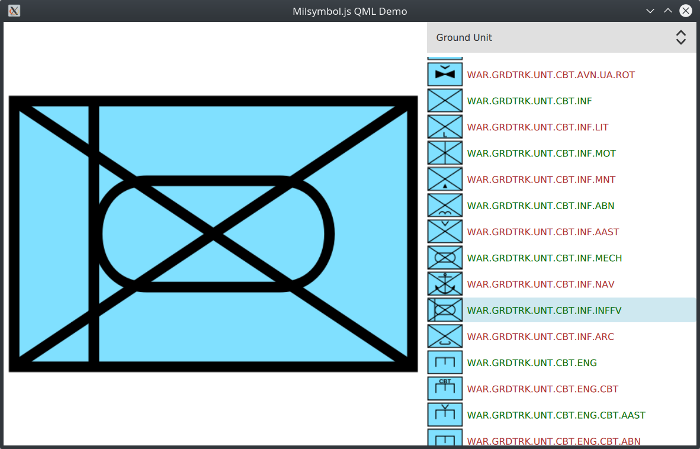 Milsymbol.js QML Demo
Ground Unit
WAR.GRDTRK.UNT.CBT.AVN.UA.ROT
WAR.GRDTRK.UNT.CBT.INF
WAR.GRDTRK.UNT.CBT.INF.LIT
L
WAR.GRDTRK.UNT.CBT.INF.MOT
WAR.GRDTRK.UNT.CBT.INF.MNT
WAR.GRDTRK.UNT.CBT.INF.ABN
WAR.GRDTRK.UNT.CBT.INF.AAST
WAR.GRDTRK.UNT.CBT.INF.MECH
WAR.GRDTRK.UNT.CBT.INF.NAV
WAR.GRDTRK.UNT.CBT.INF.INFFV
WAR.GRDTRK.UNT.CBT.INF.ARC
WAR.GRDTRK.UNT.CBT.ENG
CBT
WAR.GRDTRK.UNT.CBT.ENG.CBT
WAR.GRDTRK.UNT.CBT.ENG.CBT.AAST
WAR.GRDTRK.UNT.CBT.ENG.CBT.ABN